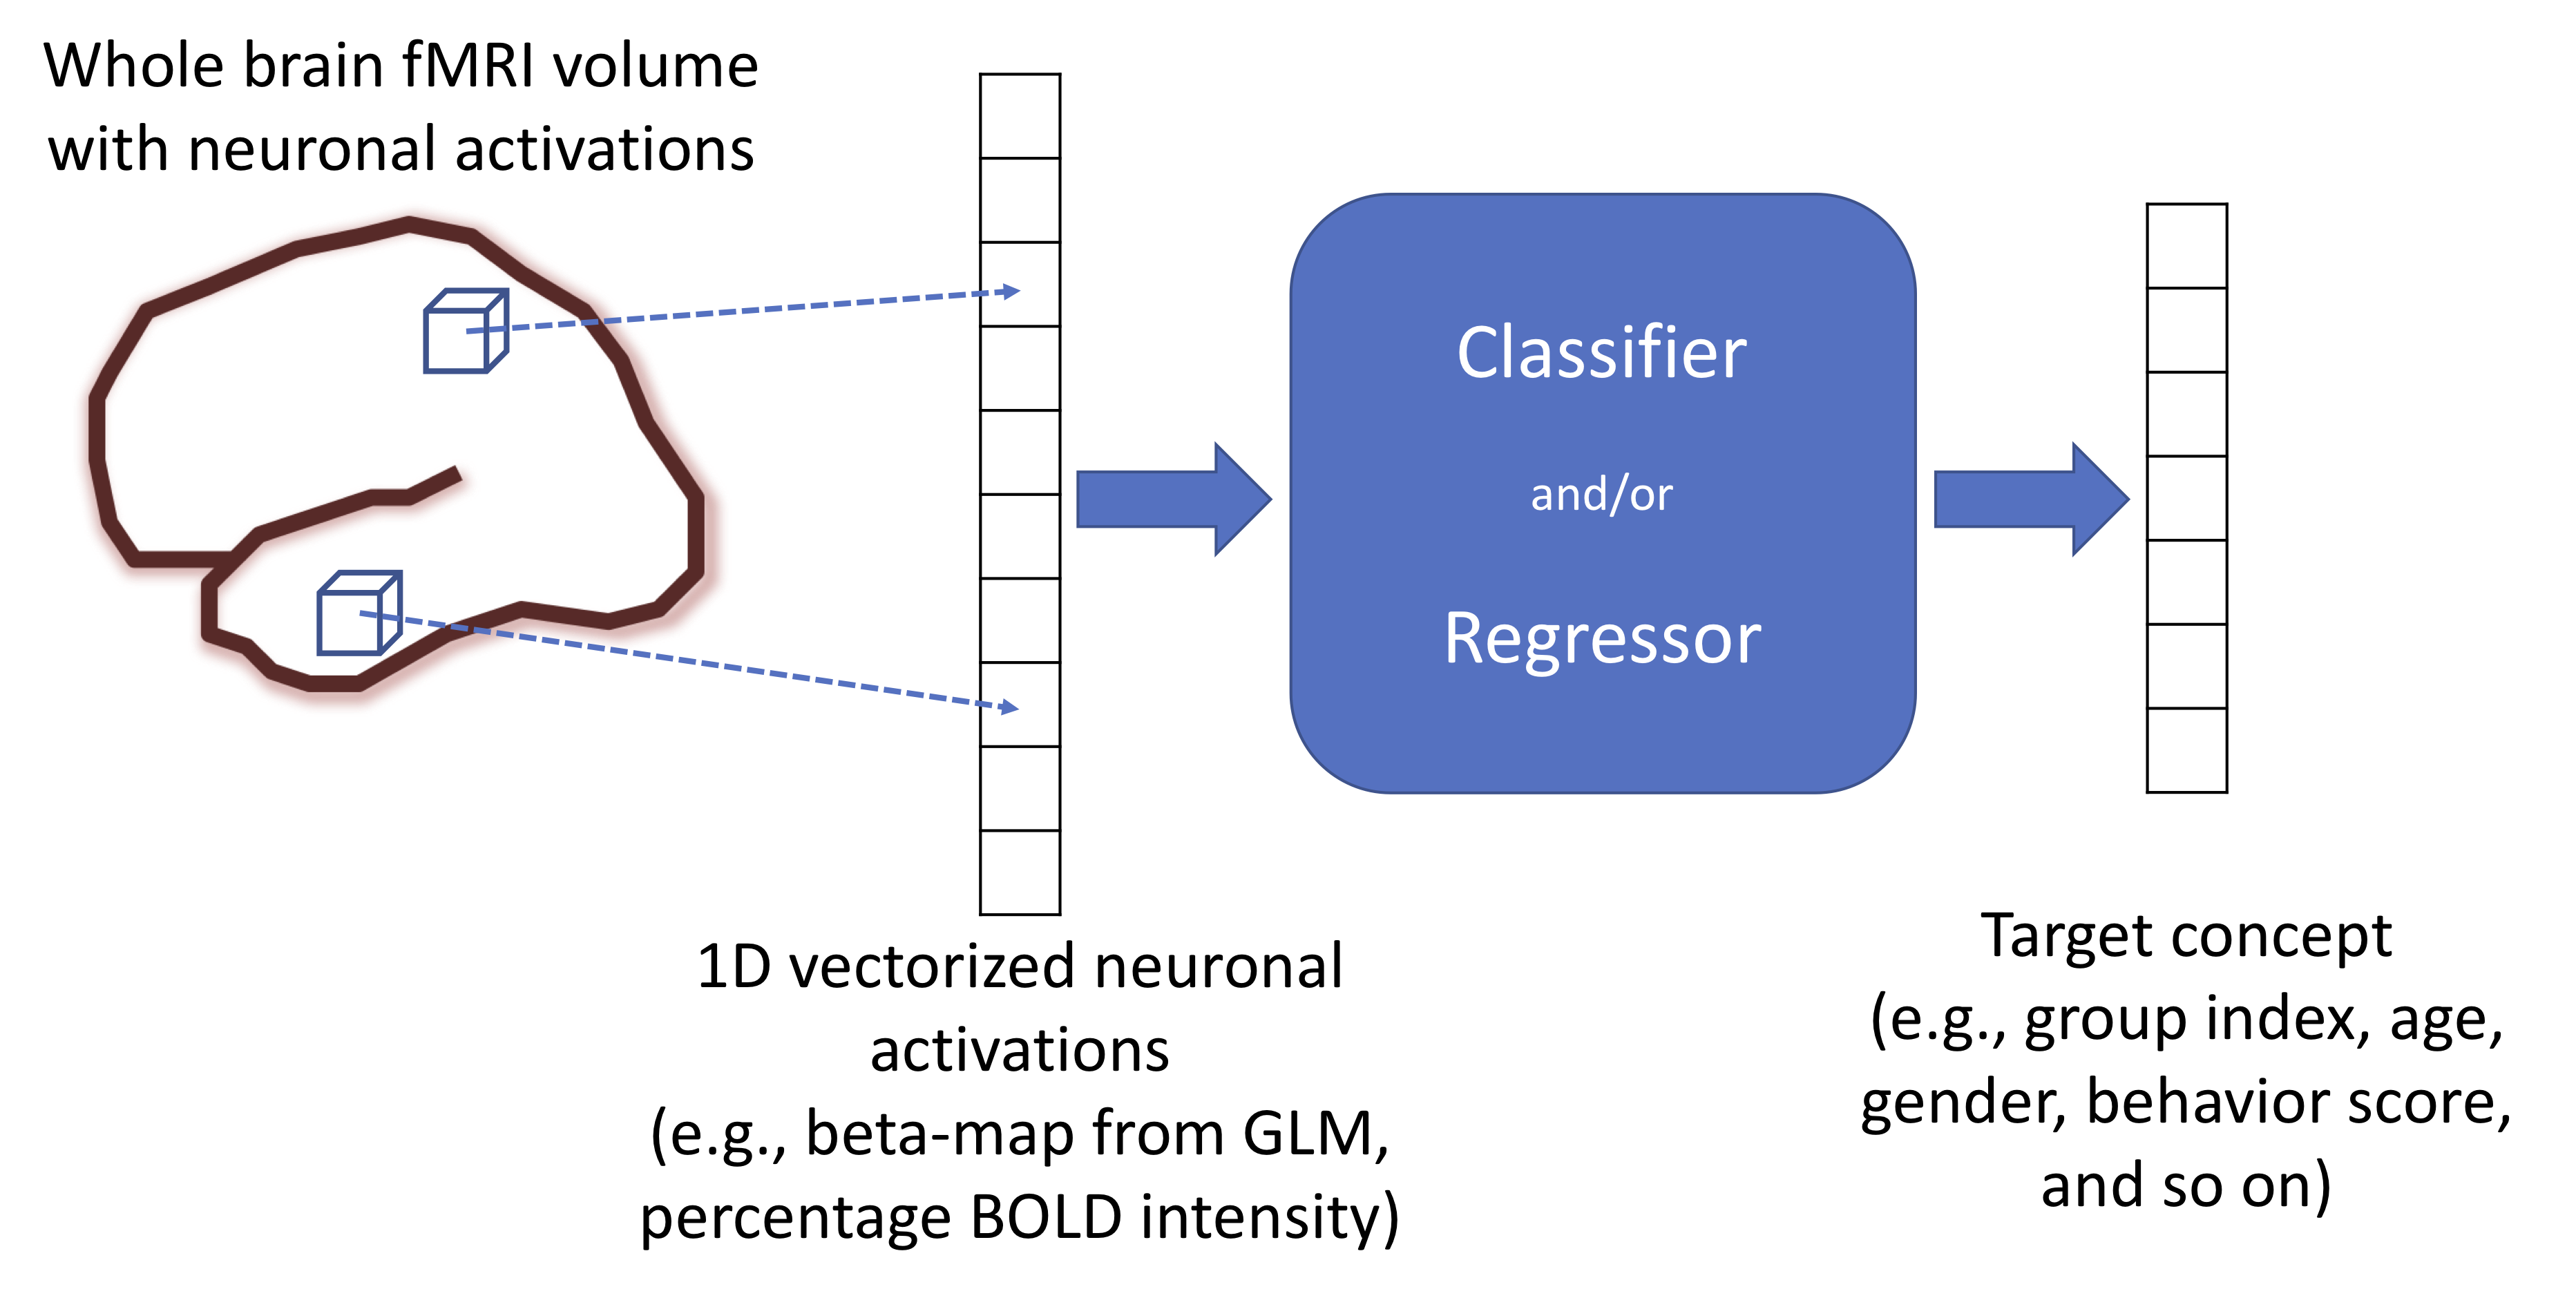 Whole brain fMRI volume
with neuronal activations
Classifier
and/or
Regressor
1D vectorized neuronal
activations
(e.g., beta-map from GLM,
percentage BOLD intensity)
Target concept
(e.g., group index, age,
gender, behavior score,
and so on)